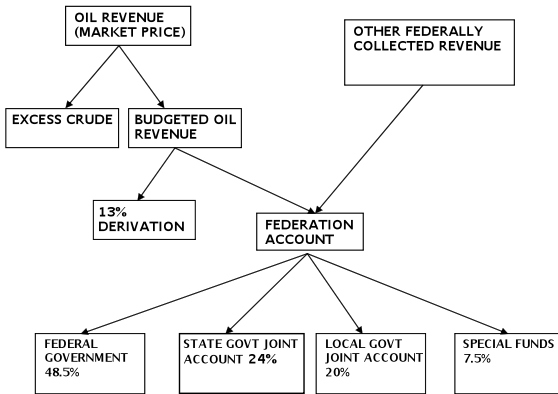 OIL REVENUE
(MARKET PRICE)
OTHER FEDERALLY
COLLECTED REVENUE
EXCESS CRUDE
BUDGETED OIL
REVENUE
13%
DERIVATION
FEDERATION
ACCOUNT
FEDERAL
GOVERNMENT
48.5%
STATE GOVT JOINT
ACCOUNT 24%
LOCAL GOVT
JOINT ACCOUNT
20%
SPECIAL FUNDS
7.5%